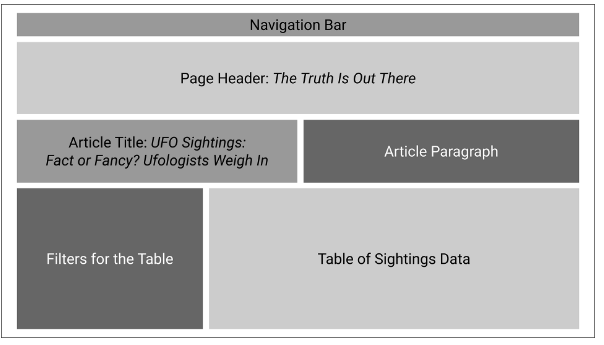 Navigation Bar
Page Header: The Truth Is Out There
Article Title: UFO Sightings:
Fact or Fancy? Ufologists Weigh In
Article Paragraph
Filters for the Table
Table of Sightings Data